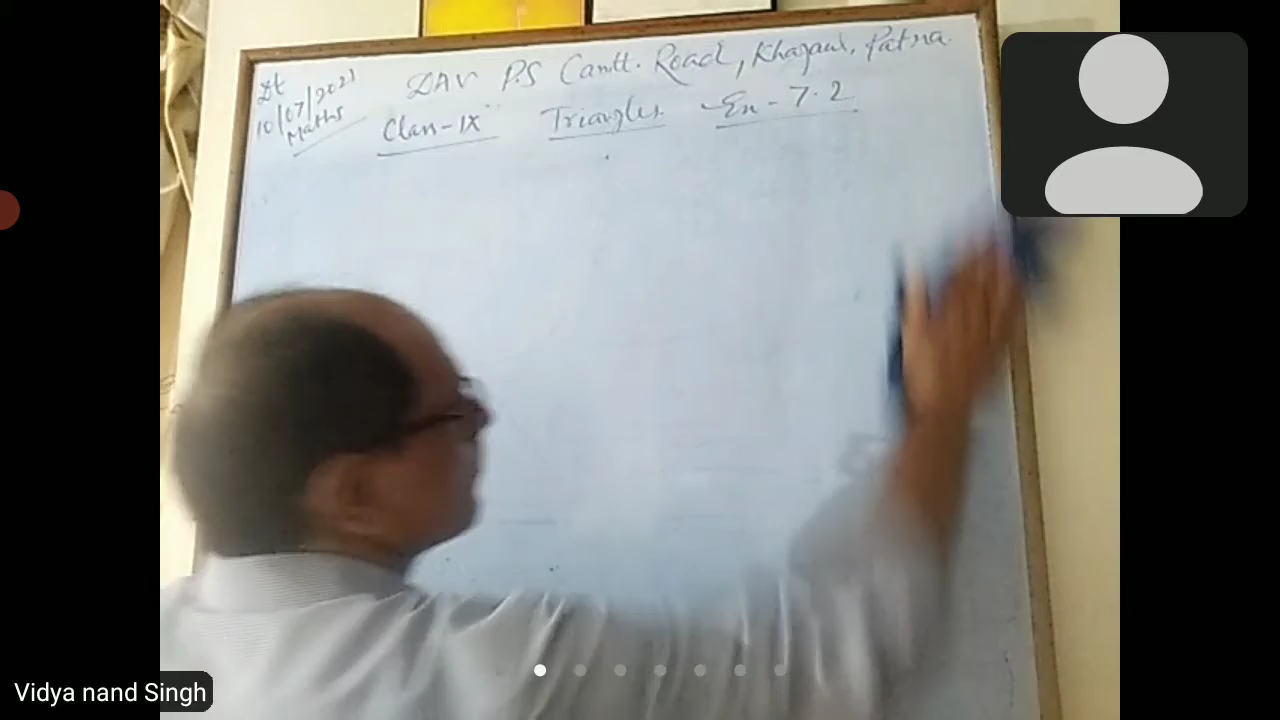 Dt
10/07/2021
Maths
DAV P.S Cantt. Road, Khagaul, Patna.
Class-IX Triangles Ex-7.2
Vidya nand Singh